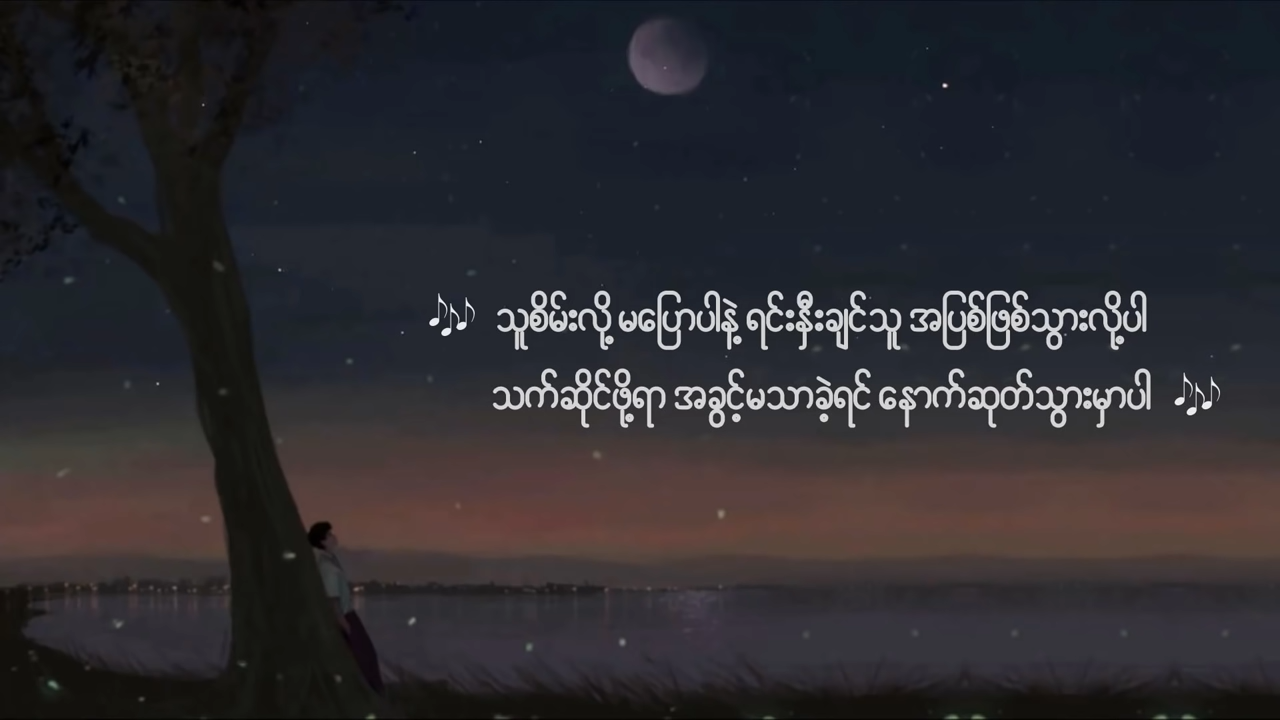 သူစိမ်းလို့ မပြောပါနဲ့ ရင်းနှီးချင်သူ အပြစ်ဖြစ်သွားလို့ပါ
သက်ဆိုင်ဖို့ရာ အခွင့်မသာခဲ့ရင် နောက်ဆုတ်သွားမှာပါ